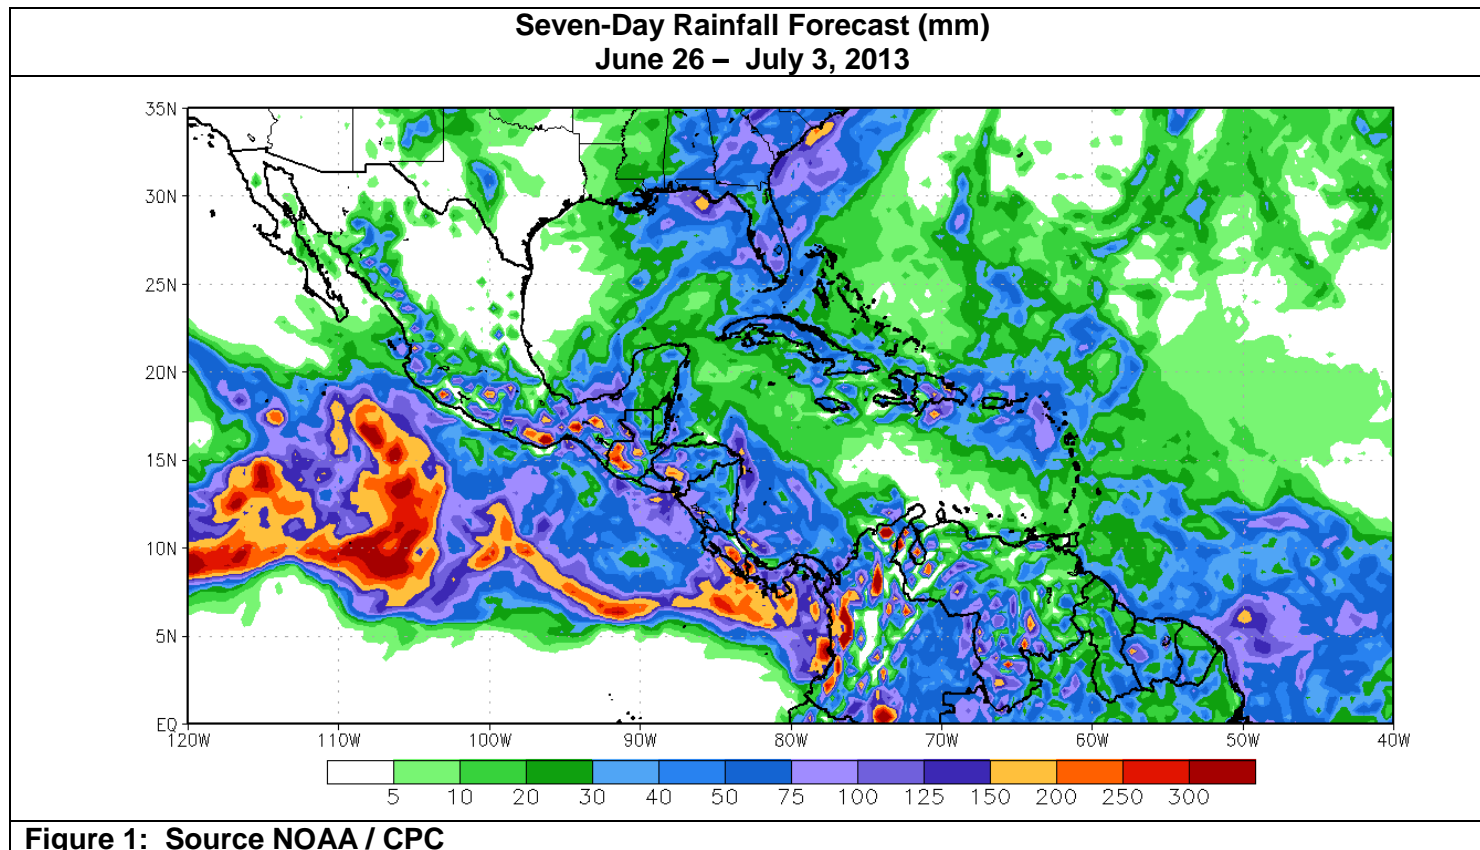 Seven-Day Rainfall Forecast (mm)
June 26 – July 3, 2013
35N
30N
25N
20N
15N
10N
5N
EQ
120W 110W 100W 90W 80W 70W 60W 50W 40W
5 10 20 30 40 50 75 100 125 150 200 250 300
Figure 1: Source NOAA / CPC